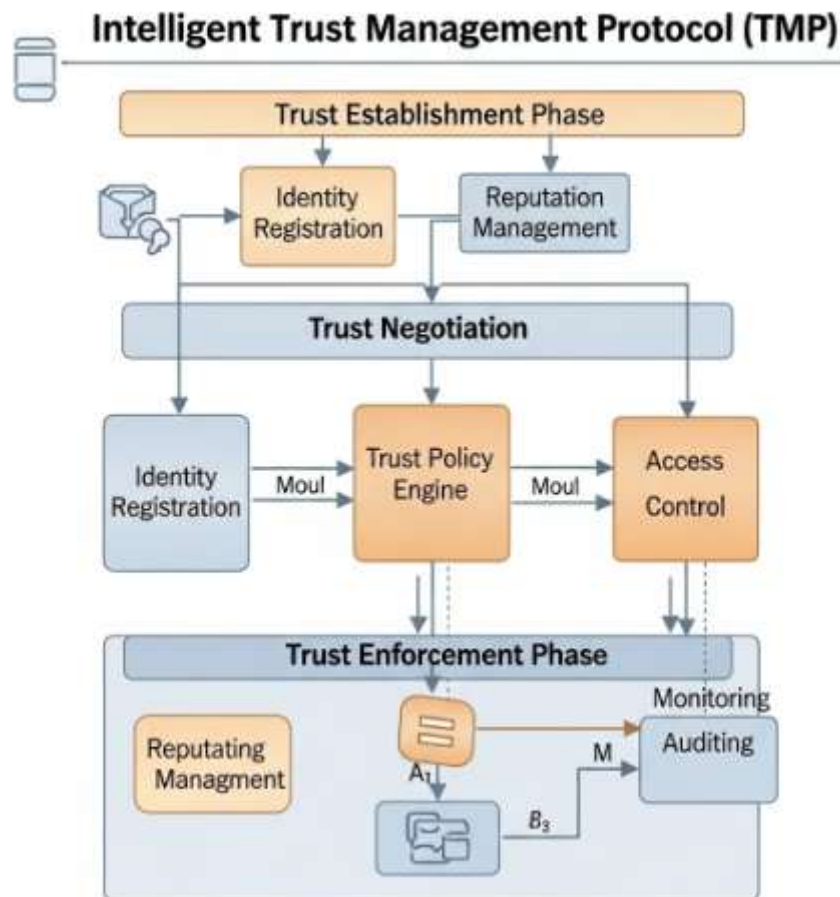 Intelligent Trust Management Protocol (TMP)
Trust Establishment Phase
Identity
Registration
Reputation
Management
Trust Negotiation
Identity
Registration
Moul
Trust Policy
Engine
Moul
Access
Control
Trust Enforcement Phase
Reputating
Managment
Monitoring
Auditing
A₁
M
B₃